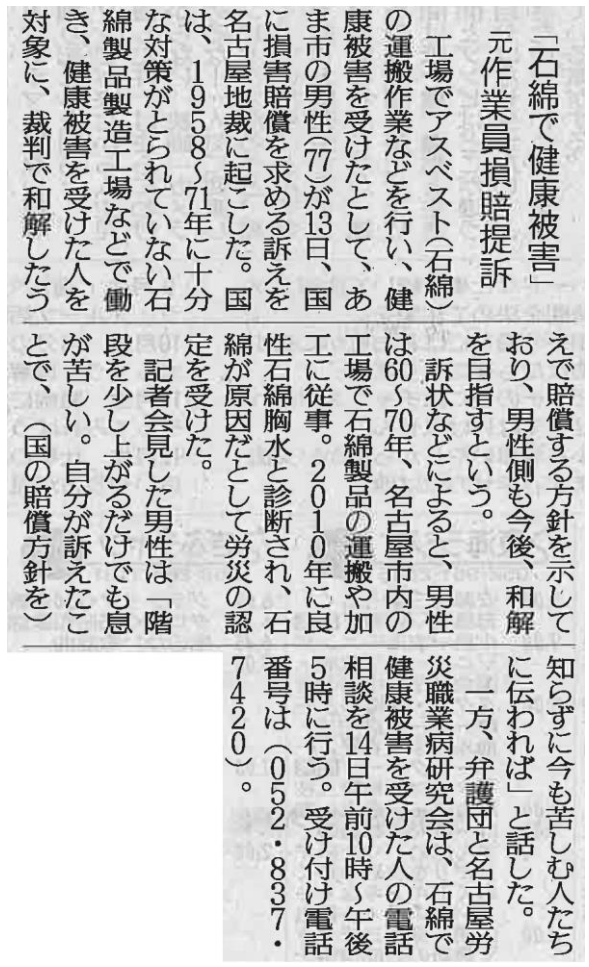 「石綿で健康被害」
元作業員損賠提訴
工場でアスベスト(石綿)
の運搬作業などを行い、健
康被害を受けたとして、あ
ま市の男性(77)が13日、国
に損害賠償を求める訴えを
名古屋地裁に起こした。国
は、1958〜71年に十分
な対策がとられていない石
綿製品製造工場などで働
き、健康被害を受けた人を
対象に、裁判で和解したう
えで賠償する方針を示して
おり、男性側も今後、和解
を目指すという。
訴状などによると、男性
は60〜70年、名古屋市内の
工場で石綿製品の運搬や加
工に従事。2010年に良
性石綿胸水と診断され、石
綿が原因だとして労災の認
定を受けた。
記者会見した男性は「階
段を少し上がるだけでも息
が苦しい。自分が訴えたこ
とで、(国の賠償方針を)
知らずに今も苦しむ人たち
に伝われば」と話した。
一方、弁護団と名古屋労
災職業病研究会は、石綿で
健康被害を受けた人の電話
相談を14日午前10時〜午後
5時に行う。受け付け電話
番号は(052・837・
7420)。